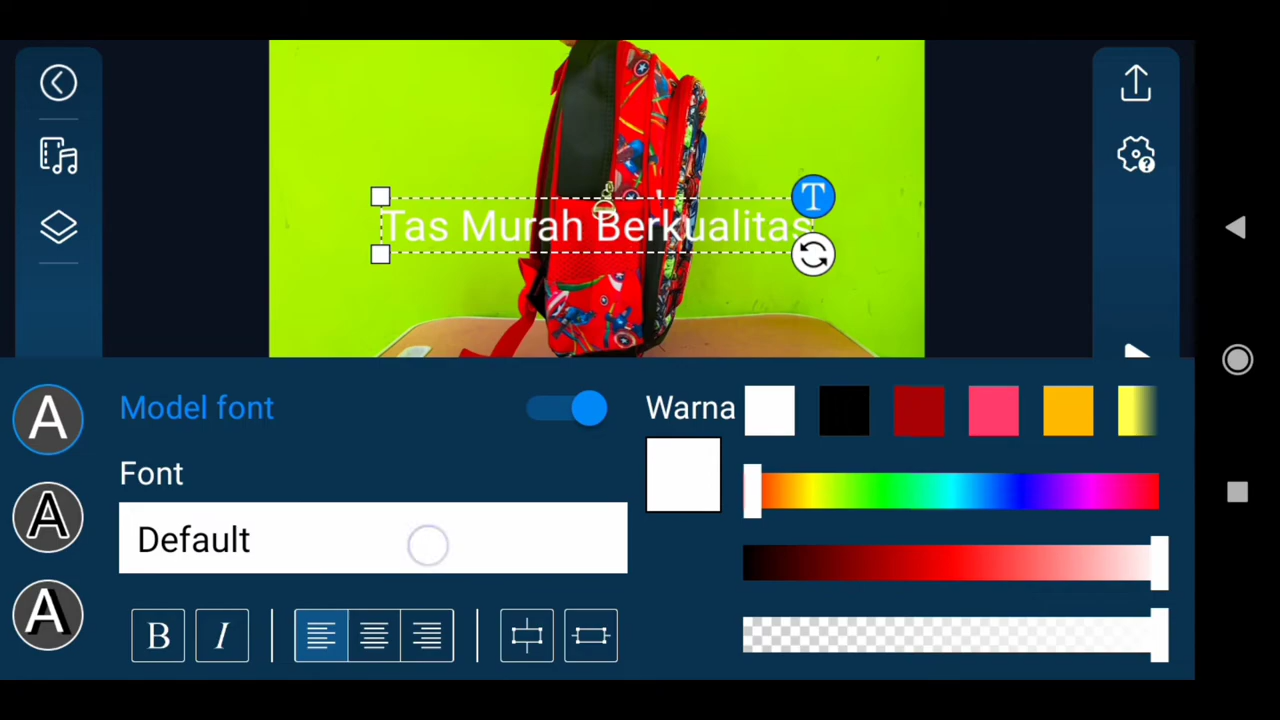 Tas Murah Berkualitas
T
Model font
Warna
Font
Default
A
A
A
B
I